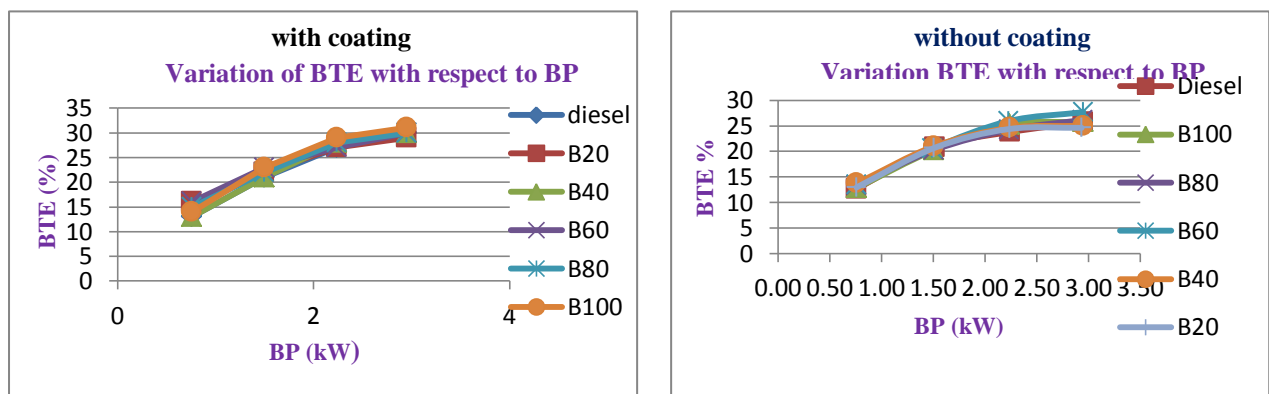 with coating
Variation of BTE with respect to BP
35
30
25
20
15
10
5
0
BTE (%)
0
2
4
BP (kW)
diesel
B20
B40
B60
B80
B100
without coating
Variation BTE with respect to BP
30
25
20
15
10
5
0
BTE %
0.00 0.50 1.00 1.50 2.00 2.50 3.00 3.50
BP (kW)
Diesel
B100
B80
B60
B40
B20